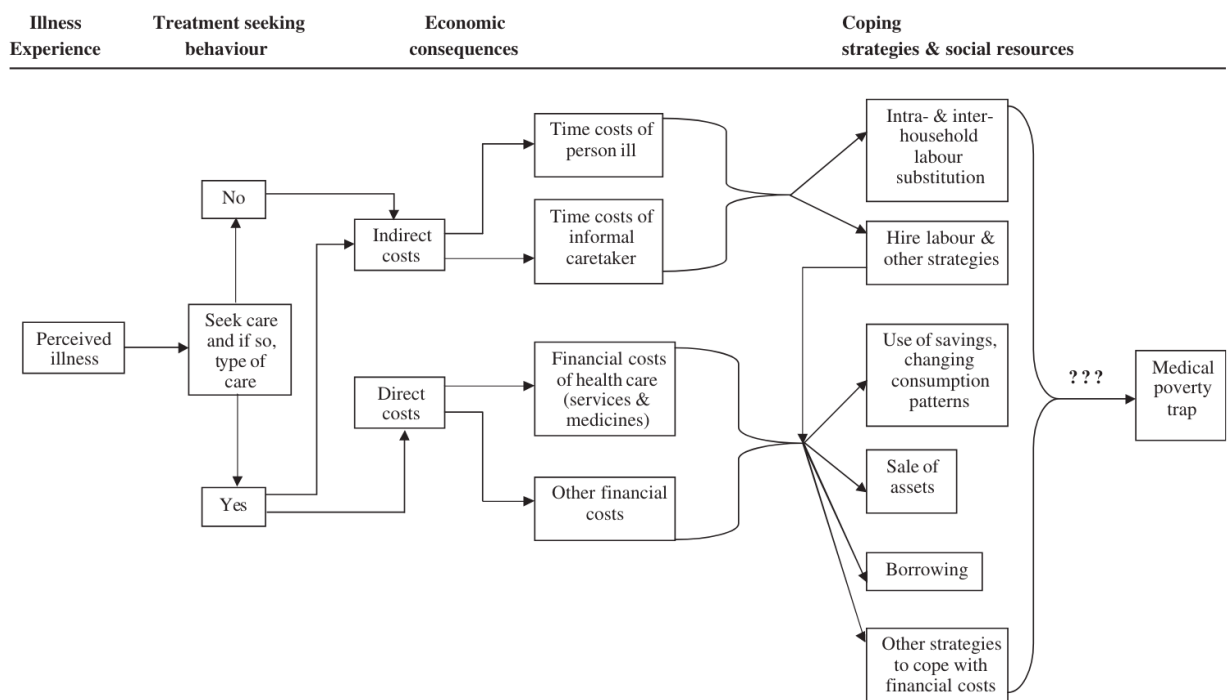 Illness
Experience
Treatment seeking
behaviour
Economic
consequences
Coping
strategies & social resources
Perceived
illness
No
Seek care
and if so,
type of
care
Yes
Indirect
costs
Direct
costs
Time costs of
person ill
Time costs of
informal
caretaker
Financial costs
of health care
(services &
medicines)
Other financial
costs
Intra- & inter-
household
labour
substitution
Hire labour &
other strategies
Use of savings,
changing
consumption
patterns
Sale of
assets
Borrowing
Other strategies
to cope with
financial costs
???
Medical
poverty
trap